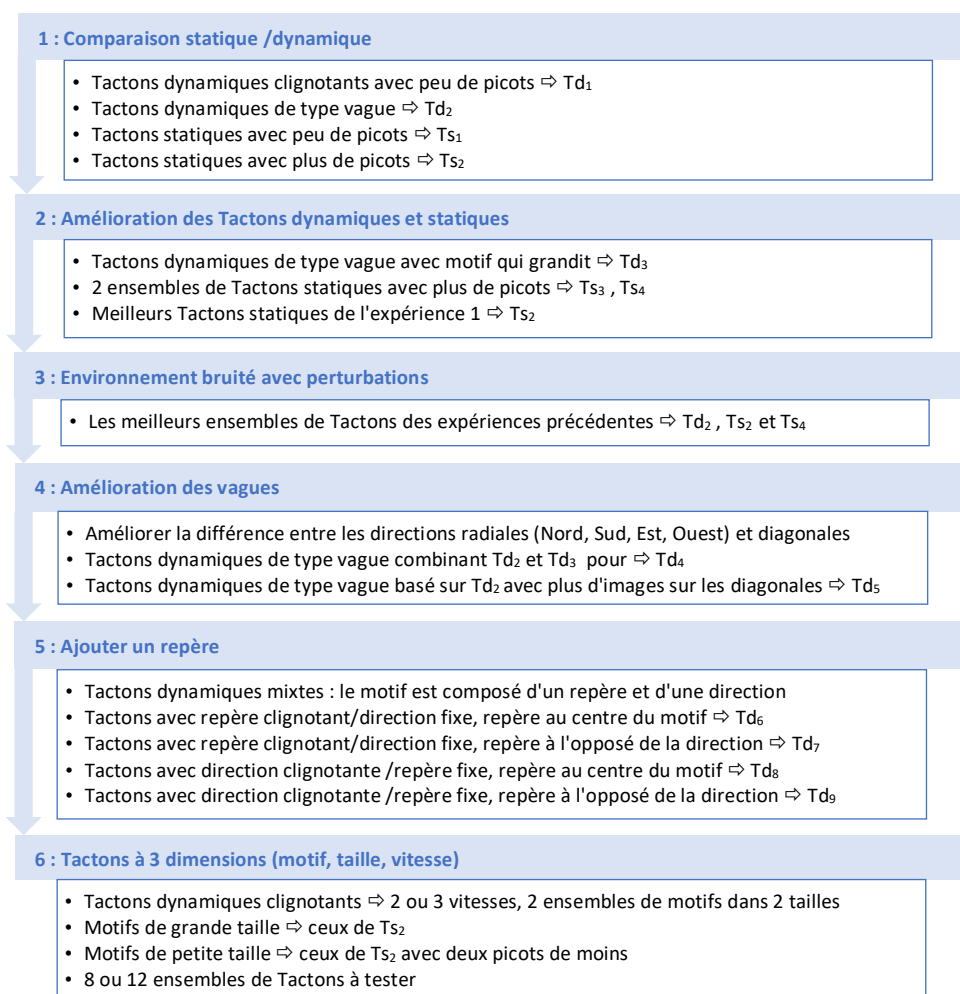 1 : Comparaison statique /dynamique
• Tactons dynamiques clignotants avec peu de picots ⇨ Td₁
• Tactons dynamiques de type vague ⇨ Td₂
• Tactons statiques avec peu de picots ⇨ Ts₁
• Tactons statiques avec plus de picots ⇨ Ts₂
2 : Amélioration des Tactons dynamiques et statiques
• Tactons dynamiques de type vague avec motif qui grandit ⇨ Td₃
• 2 ensembles de Tactons statiques avec plus de picots ⇨ Ts₃ , Ts₄
• Meilleurs Tactons statiques de l'expérience 1 ⇨ Ts₂
3 : Environnement bruité avec perturbations
• Les meilleurs ensembles de Tactons des expériences précédentes ⇨ Td₂ , Ts₂ et Ts₄
4 : Amélioration des vagues
• Améliorer la différence entre les directions radiales (Nord, Sud, Est, Ouest) et diagonales
• Tactons dynamiques de type vague combinant Td₂ et Td₃ pour ⇨ Td₄
• Tactons dynamiques de type vague basé sur Td₂ avec plus d'images sur les diagonales ⇨ Td₅
5 : Ajouter un repère
• Tactons dynamiques mixtes : le motif est composé d'un repère et d'une direction
• Tactons avec repère clignotant/direction fixe, repère au centre du motif ⇨ Td₆
• Tactons avec repère clignotant/direction fixe, repère à l'opposé de la direction ⇨ Td₇
• Tactons avec direction clignotante /repère fixe, repère au centre du motif ⇨ Td₈
• Tactons avec direction clignotante /repère fixe, repère à l'opposé de la direction ⇨ Td₉
6 : Tactons à 3 dimensions (motif, taille, vitesse)
• Tactons dynamiques clignotants ⇨ 2 ou 3 vitesses, 2 ensembles de motifs dans 2 tailles
• Motifs de grande taille ⇨ ceux de Ts₂
• Motifs de petite taille ⇨ ceux de Ts₂ avec deux picots de moins
• 8 ou 12 ensembles de Tactons à tester